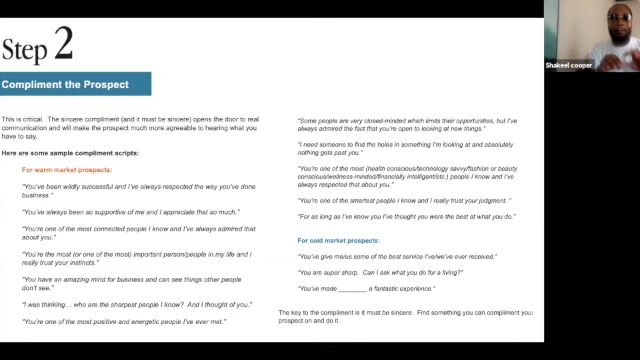 Step 2
Compliment the Prospect
This is critical. The sincere compliment (and it must be sincere) opens the door to real
communication and will make the prospect much more agreeable to hearing what you
have to say.
Here are some sample compliment scripts:
For warm market prospects:
"You've been wildly successful and I've always respected the way you've done
business."
"You've always been so supportive of me and I appreciate that so much."
"You're one of the most connected people I know and I've always admired that
about you."
"You're the most (or one of the most) important person/people in my life and I
really trust your instincts."
"You have an amazing mind for business and can see things other people
don't see."
"I was thinking… who are the sharpest people I know? And I thought of you."
"You're one of the most positive and energetic people I've ever met."
"Some people are very closed-minded which limits their opportunities, but I've
always admired the fact that you're open to looking at new things."
"I need someone to find the holes in something I'm looking at and absolutely
nothing gets past you."
"You're one of the most (health conscious/technology savvy/fashion or beauty
conscious/wellness-minded/financially intelligent/etc.) people I know and I've
always respected that about you."
"You're one of the smartest people I know and I really trust your judgment."
"For as long as I've know you I've thought you were the best at what you do."
For cold market prospects:
"You've give me/us some of the best service I've/we've ever received."
"You are super sharp. Can I ask what you do for a living?"
"You've made ________ a fantastic experience."
The key to the compliment is it must be sincere. Find something you can compliment your
prospect on and do it.
Shakeel cooper